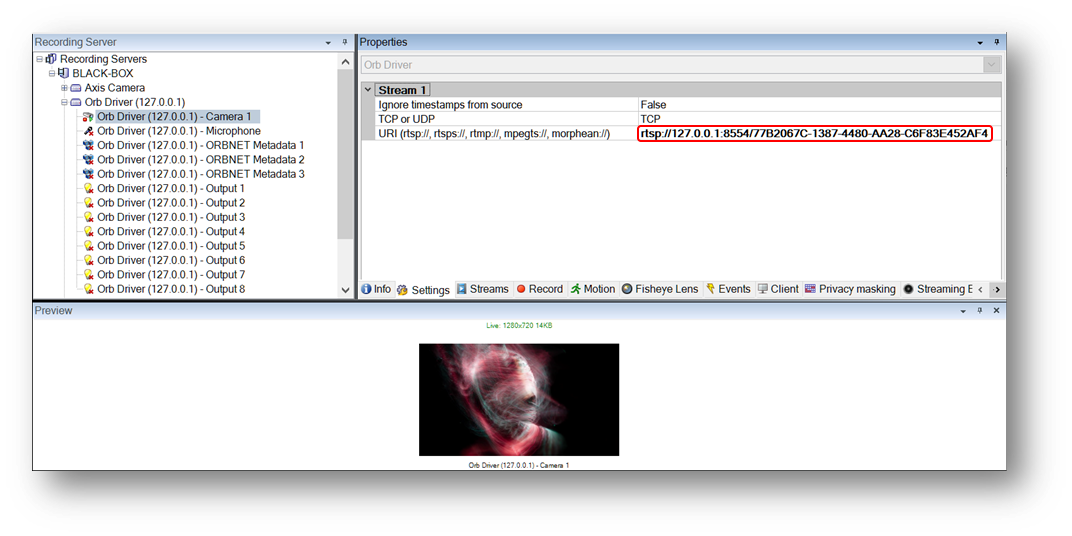 Recording Server
Recording Servers
BLACK-BOX
Axis Camera
Orb Driver (127.0.0.1)
Orb Driver (127.0.0.1) - Camera 1
Orb Driver (127.0.0.1) - Microphone
Orb Driver (127.0.0.1) - ORBNET Metadata 1
Orb Driver (127.0.0.1) - ORBNET Metadata 2
Orb Driver (127.0.0.1) - ORBNET Metadata 3
Orb Driver (127.0.0.1) - Output 1
Orb Driver (127.0.0.1) - Output 2
Orb Driver (127.0.0.1) - Output 3
Orb Driver (127.0.0.1) - Output 4
Orb Driver (127.0.0.1) - Output 5
Orb Driver (127.0.0.1) - Output 6
Orb Driver (127.0.0.1) - Output 7
Orb Driver (127.0.0.1) - Output 8
Properties
Orb Driver
Stream 1
Ignore timestamps from source False
TCP or UDP TCP
URI (rtsp://, rtsps://, rtmp://, mpegts://, morphean://) rtsp://127.0.0.1:8554/77B2067C-1387-4480-AA28-C6F83E452AF4
Info Settings Streams Record Motion Fisheye Lens Events Client Privacy masking Streaming E
Preview
Live: 1280x720 14KB
Orb Driver (127.0.0.1) - Camera 1